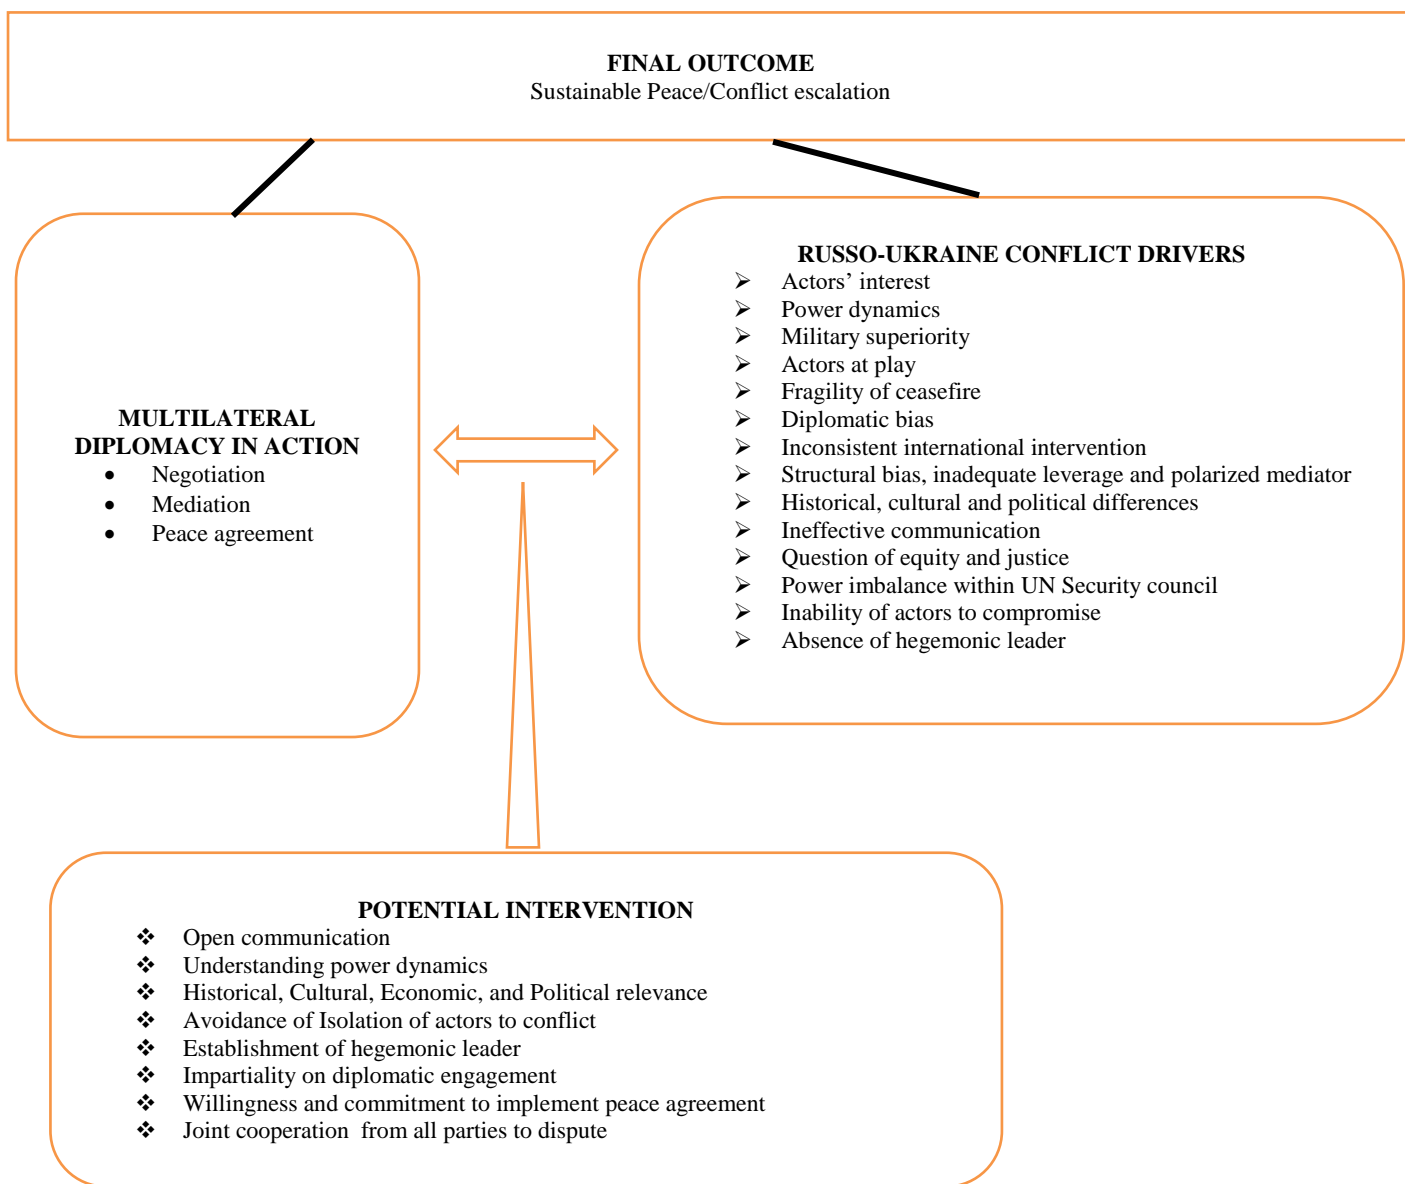 FINAL OUTCOME
Sustainable Peace/Conflict escalation
MULTILATERAL
DIPLOMACY IN ACTION
• Negotiation
• Mediation
• Peace agreement
RUSSO-UKRAINE CONFLICT DRIVERS
➢ Actors’ interest
➢ Power dynamics
➢ Military superiority
➢ Actors at play
➢ Fragility of ceasefire
➢ Diplomatic bias
➢ Inconsistent international intervention
➢ Structural bias, inadequate leverage and polarized mediator
➢ Historical, cultural and political differences
➢ Ineffective communication
➢ Question of equity and justice
➢ Power imbalance within UN Security council
➢ Inability of actors to compromise
➢ Absence of hegemonic leader
POTENTIAL INTERVENTION
❖ Open communication
❖ Understanding power dynamics
❖ Historical, Cultural, Economic, and Political relevance
❖ Avoidance of Isolation of actors to conflict
❖ Establishment of hegemonic leader
❖ Impartiality on diplomatic engagement
❖ Willingness and commitment to implement peace agreement
❖ Joint cooperation from all parties to dispute